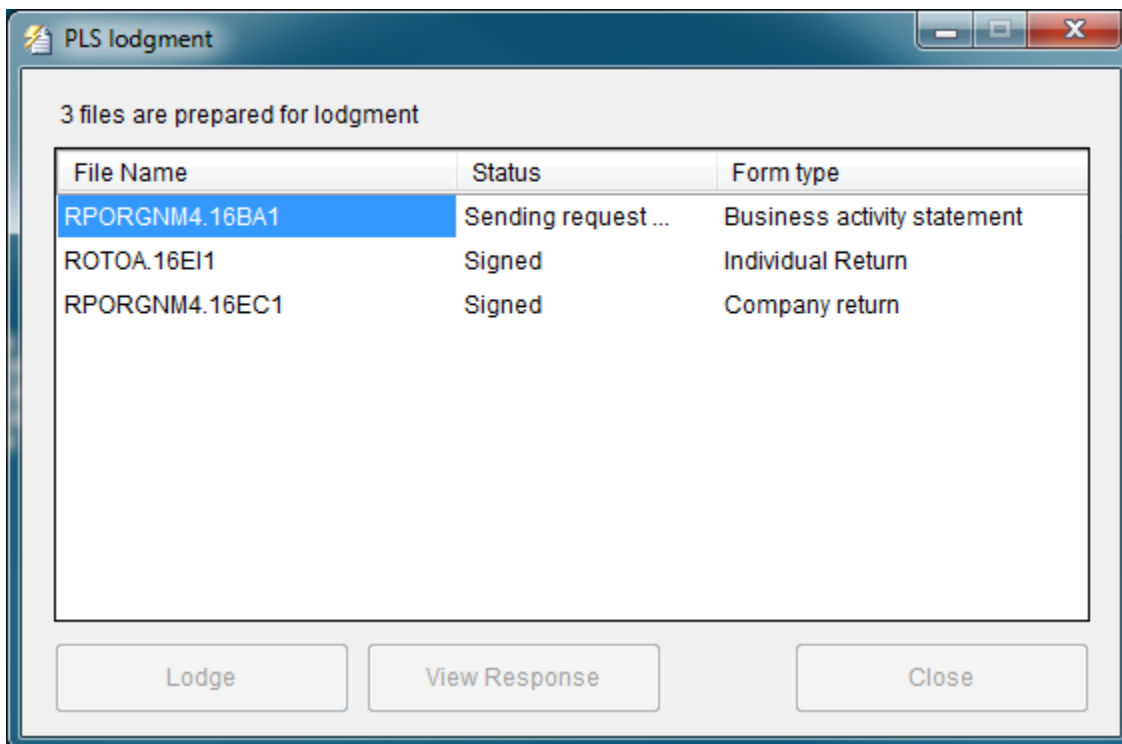 PLS lodgment
3 files are prepared for lodgment
File Name Status Form type
RPORGNM4.16BA1 Sending request ... Business activity statement
ROTOA.16EI1 Signed Individual Return
RPORGNM4.16EC1 Signed Company return
Lodge View Response Close